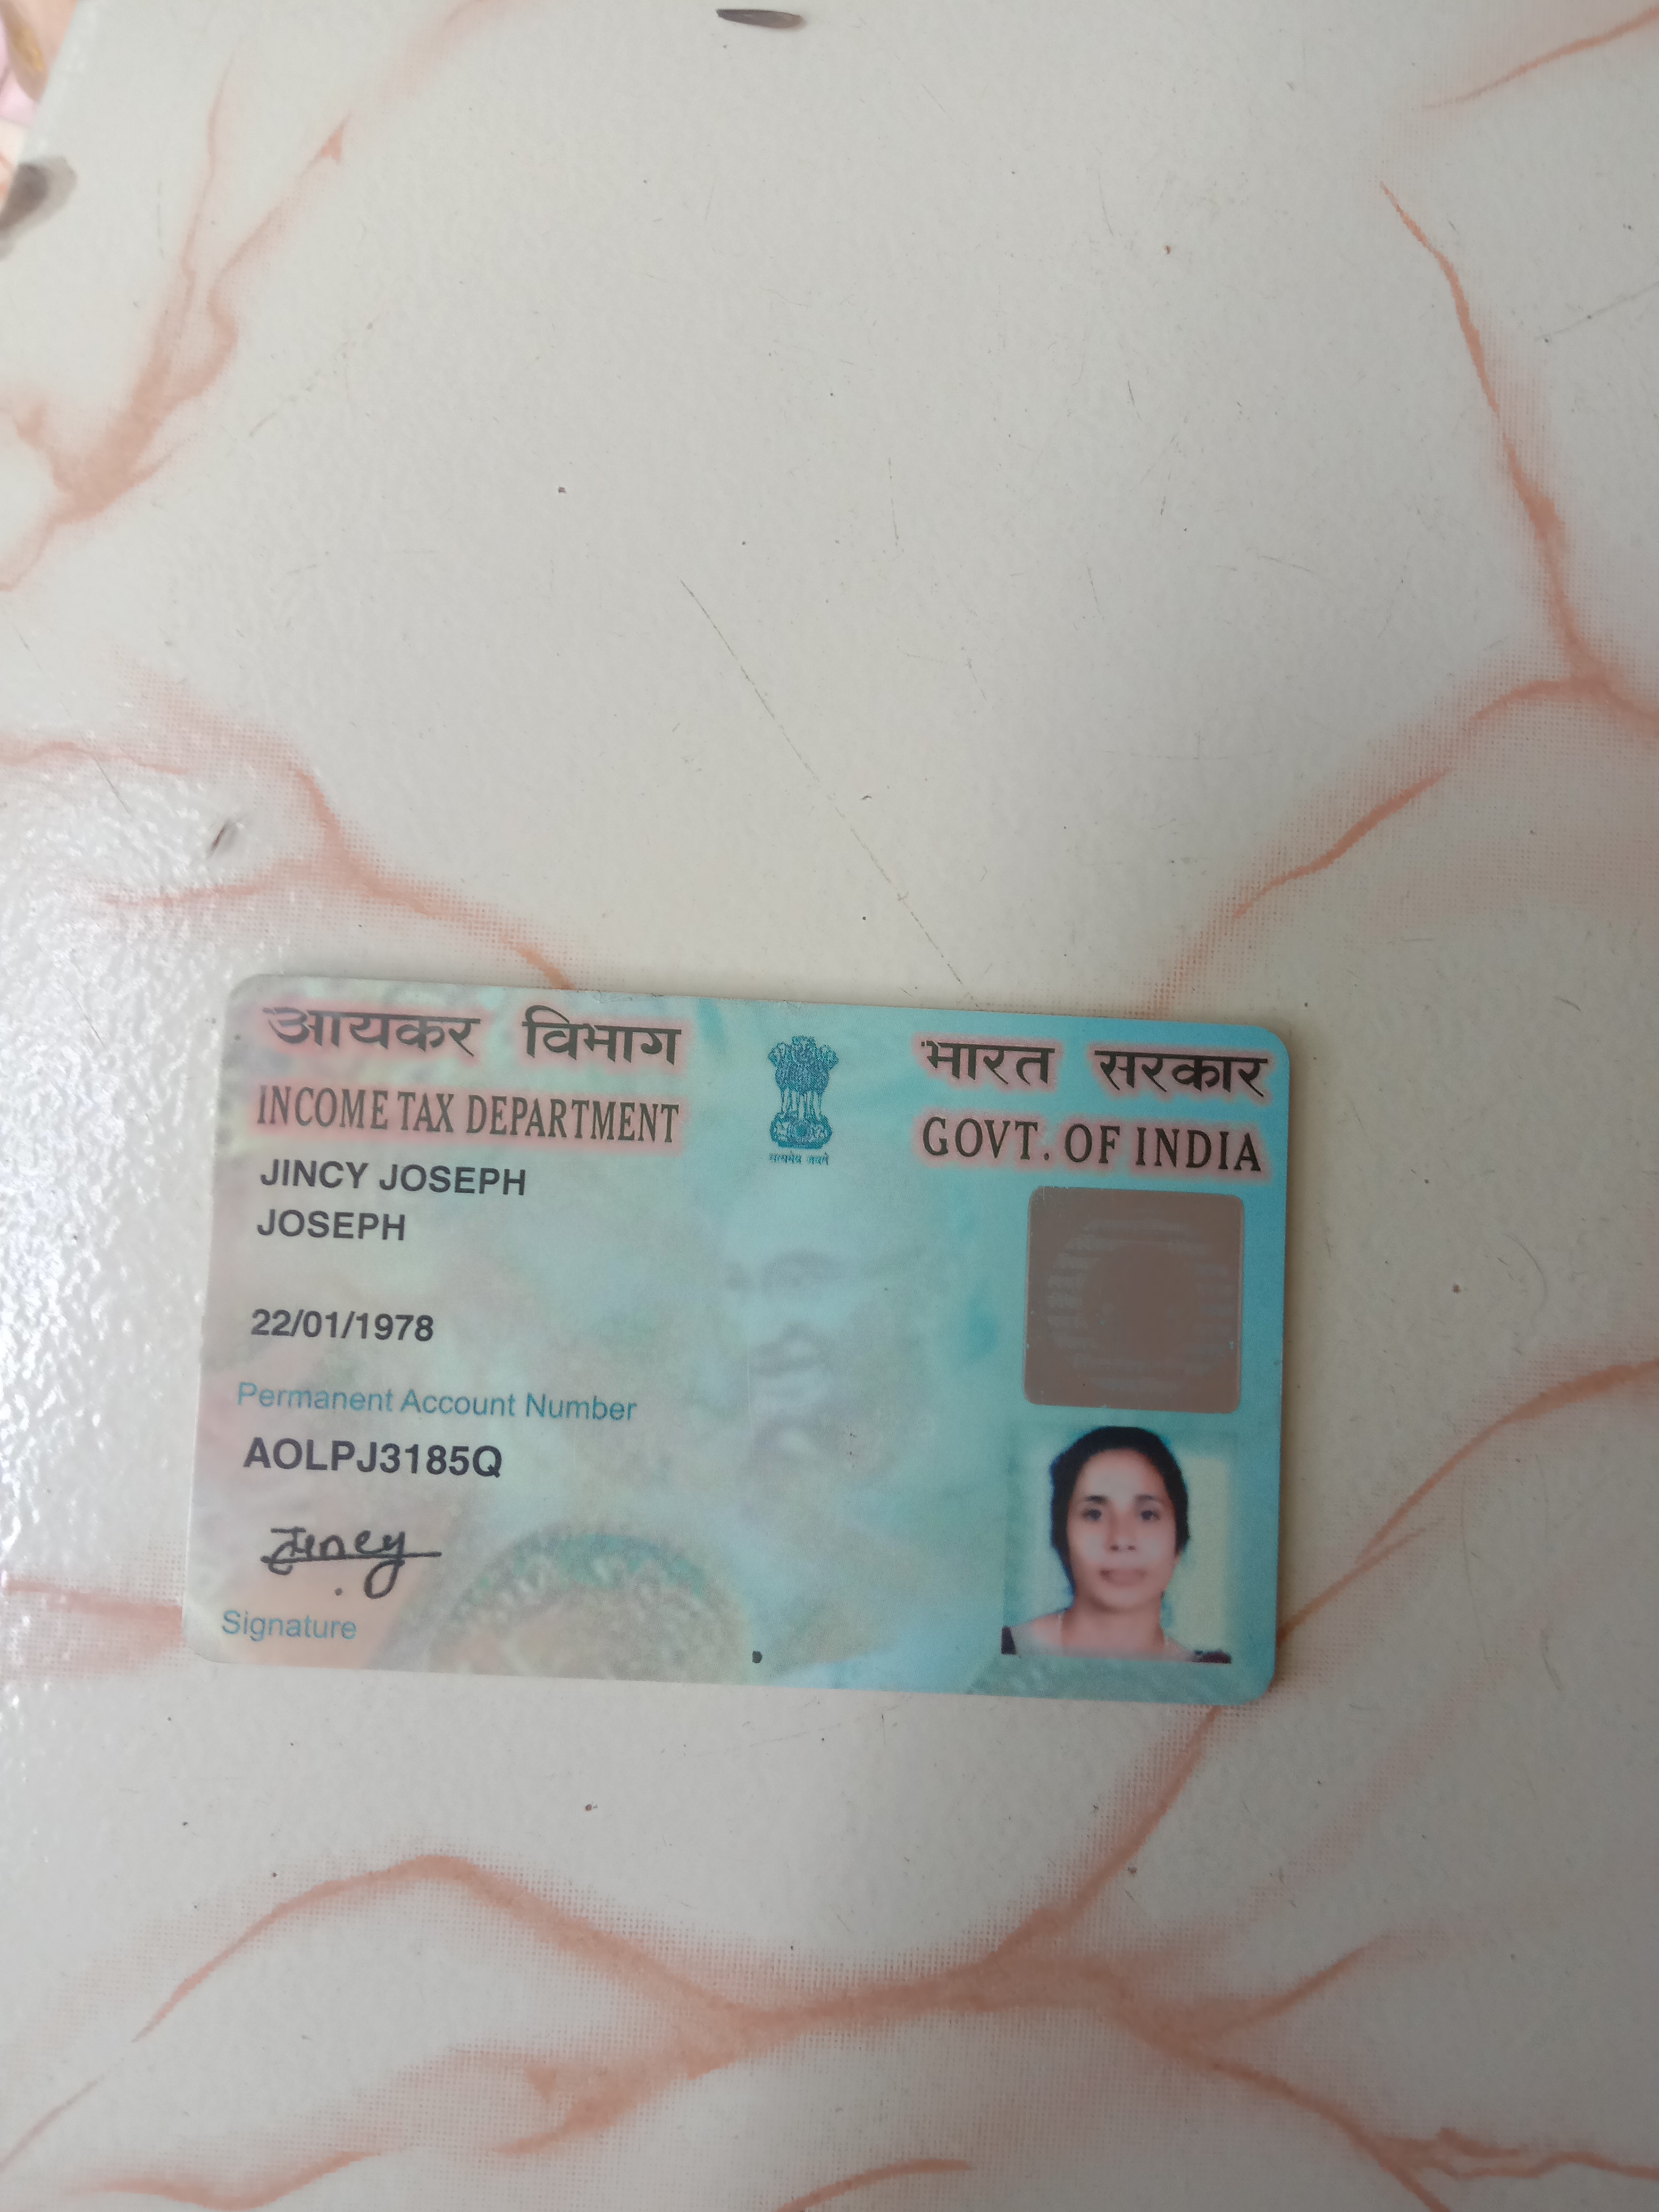 आयकर विभाग
INCOME TAX DEPARTMENT
भारत सरकार
GOVT. OF INDIA
सत्यमेव जयते
JINCY JOSEPH
JOSEPH
22/01/1978
Permanent Account Number
AOLPJ3185Q
Jincy
Signature